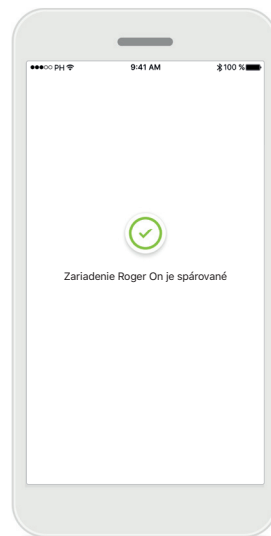 ●●●○○ PH 9:41 AM 100 %
Zariadenie Roger On je spárované